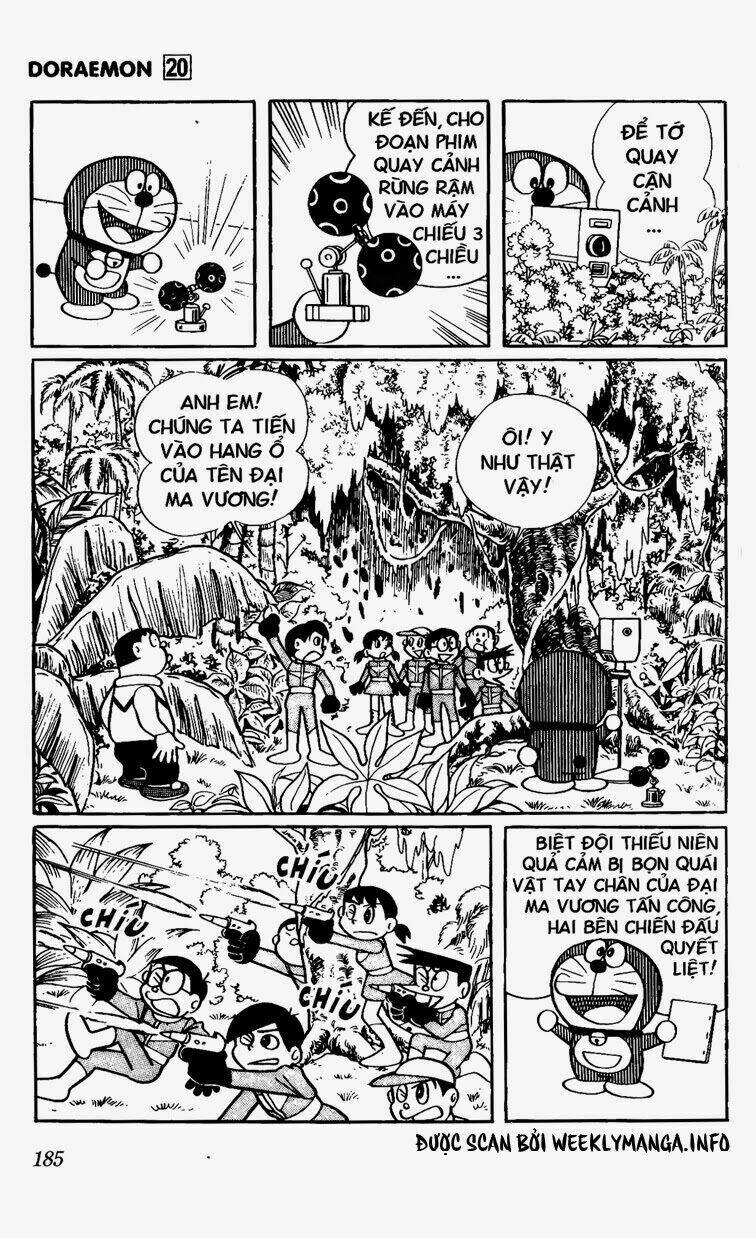 DORAEMON 20
ĐỂ TỚ
QUAY
CẬN
CẢNH
...
KẾ ĐẾN, CHO
ĐOẠN PHIM
QUAY CẢNH
RỪNG RẬM
VÀO MÁY
CHIẾU 3
CHIỀU
...
ÔI! Y
NHƯ THẬT
VẬY!
ANH EM!
CHÚNG TA TIẾN
VÀO HANG Ổ
CỦA TÊN ĐẠI
MA VƯƠNG!
BIỆT ĐỘI THIẾU NIÊN
QUẢ CẢM BỊ BỌN QUÁI
VẬT TAY CHÂN CỦA ĐẠI
MA VƯƠNG TẤN CÔNG,
HAI BÊN CHIẾN ĐẤU
QUYẾT
LIỆT!
CHÍU!
CHÍU
CHÍU
185
ĐƯỢC SCAN BỞI WEEKLYMANGA.INFO